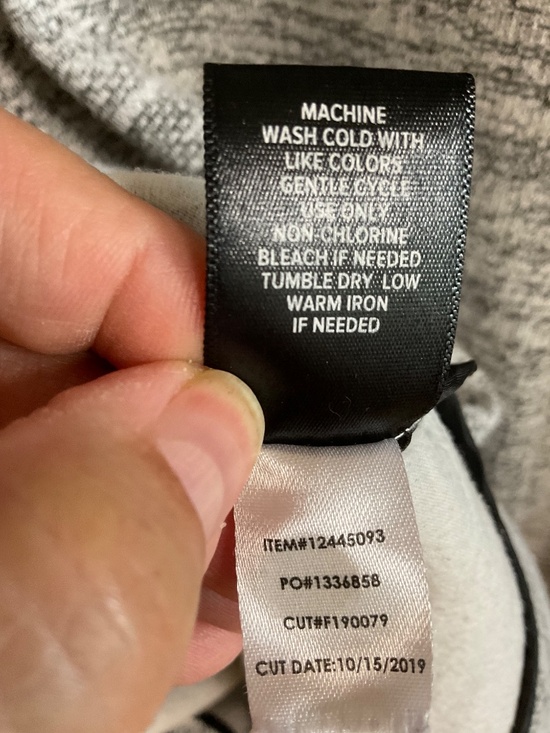 MACHINE
WASH COLD WITH
LIKE COLORS
GENTLE CYCLE
USE ONLY
NON-CHLORINE
BLEACH IF NEEDED
TUMBLE DRY LOW
WARM IRON
IF NEEDED
ITEM#12445093
PO#1336858
CUT#F190079
CUT DATE:10/15/2019